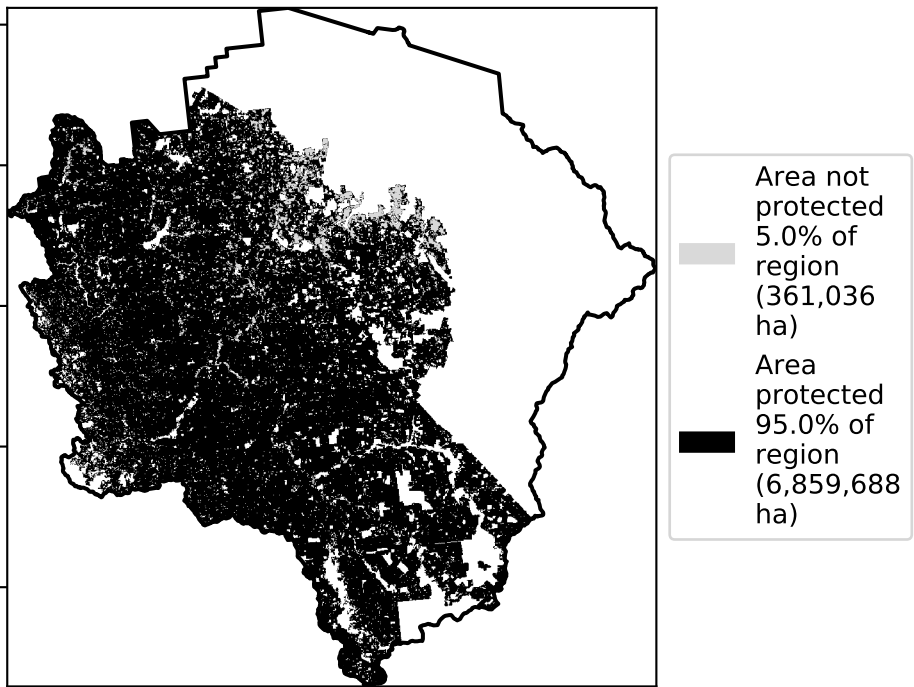 Area not
protected
5.0% of
region
(361,036
ha)
Area
protected
95.0% of
region
(6,859,688
ha)